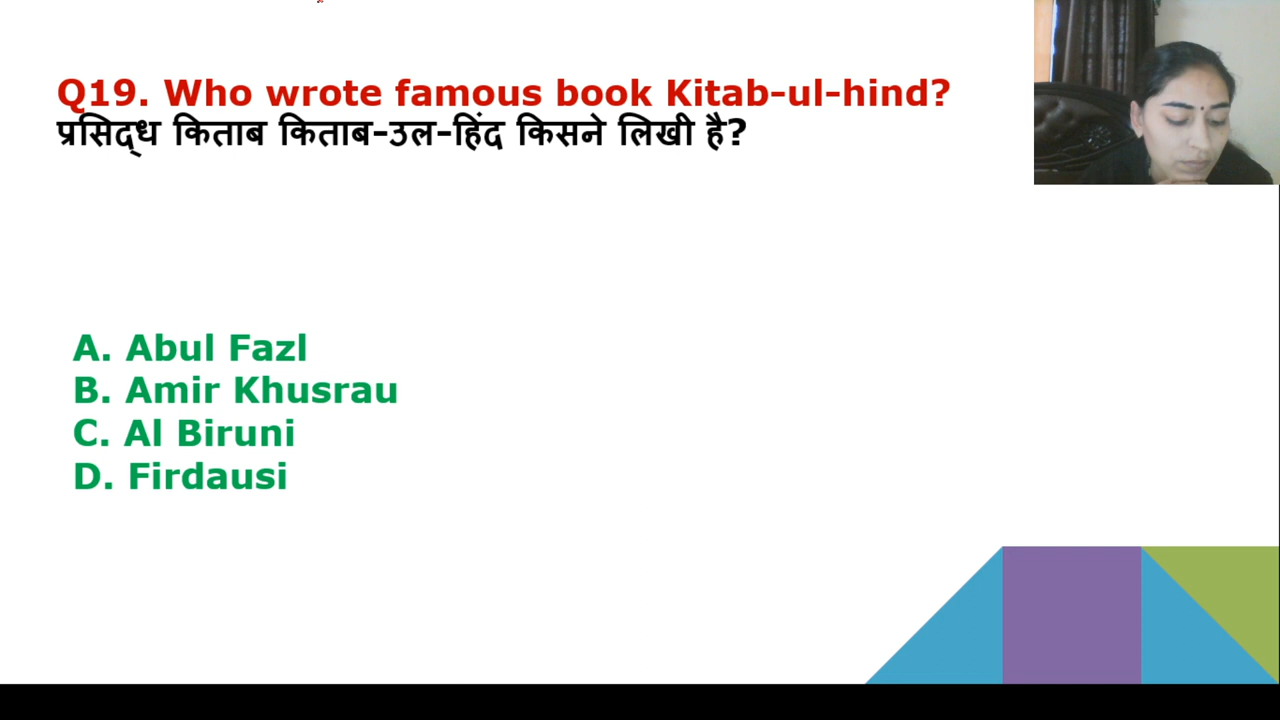 Q19. Who wrote famous book Kitab-ul-hind?
प्रसिद्ध किताब किताब-उल-हिंद किसने लिखी है?
A. Abul Fazl
B. Amir Khusrau
C. Al Biruni
D. Firdausi